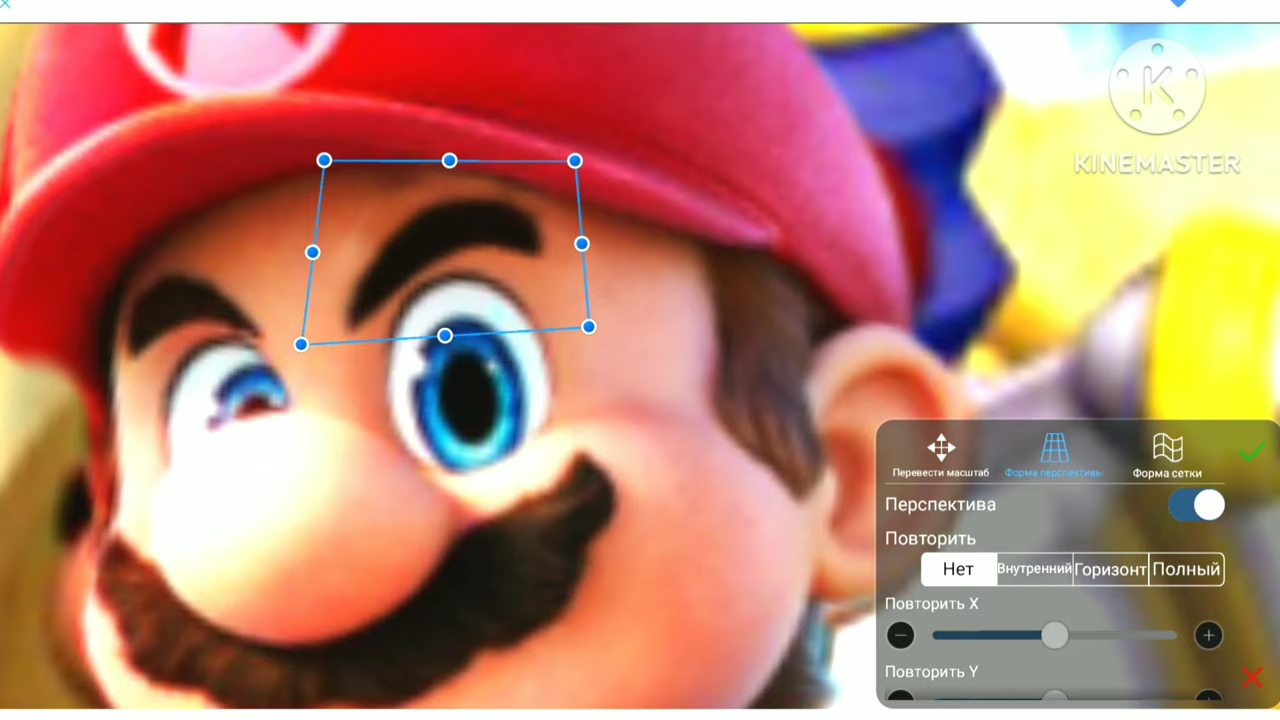 KINEMASTER
Перевести масштаб
Форма перспективы
Форма сетки
Перспектива
Повторить
Нет
Внутренний
Горизонт
Полный
Повторить X
Повторить Y